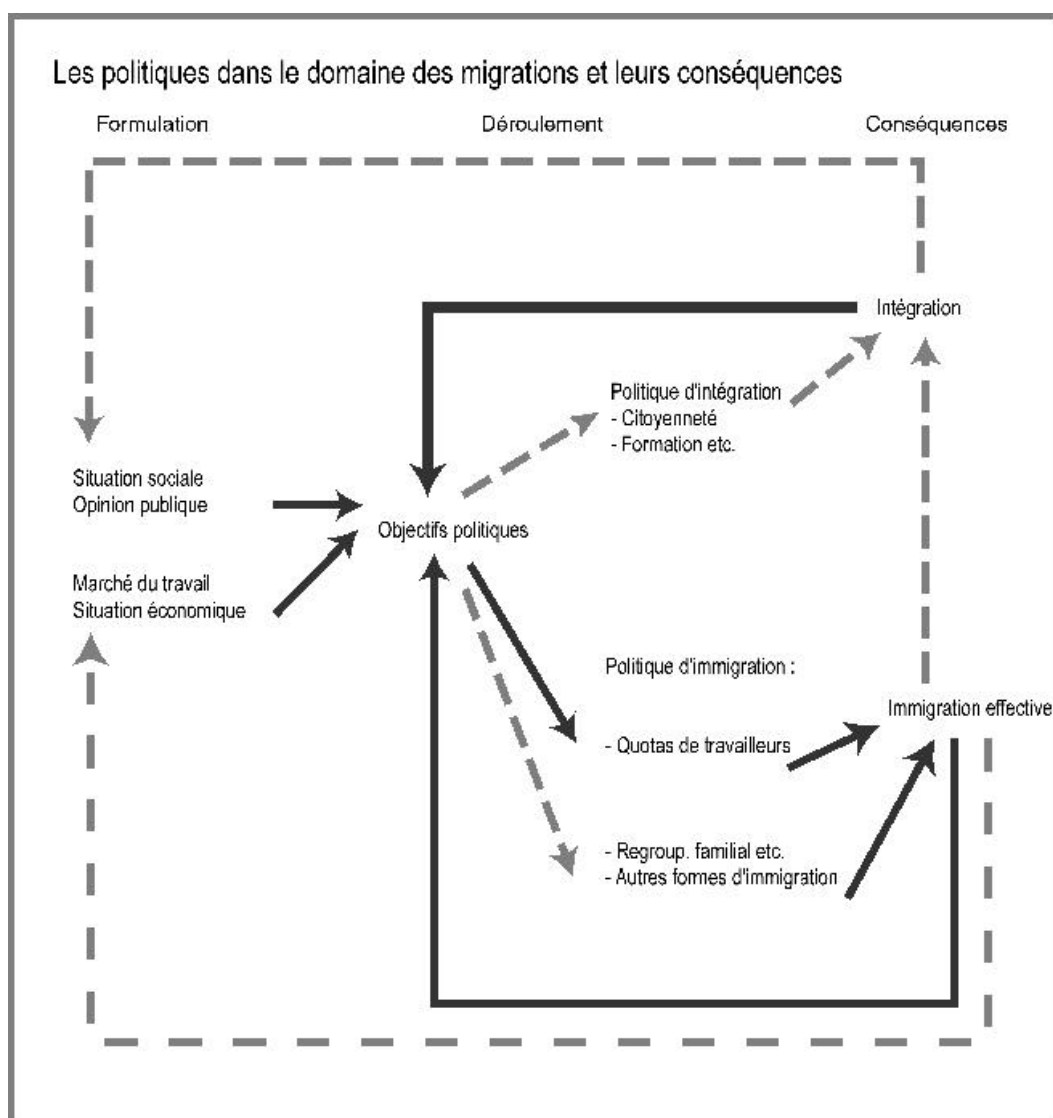 Les politiques dans le domaine des migrations et leurs conséquences
Formulation
Déroulement
Conséquences
Intégration
Politique d'intégration
- Citoyenneté
- Formation etc.
Situation sociale
Opinion publique
Objectifs politiques
Marché du travail
Situation économique
Politique d'immigration :
Immigration effective
- Quotas de travailleurs
- Regroup. familial etc.
- Autres formes d'immigration